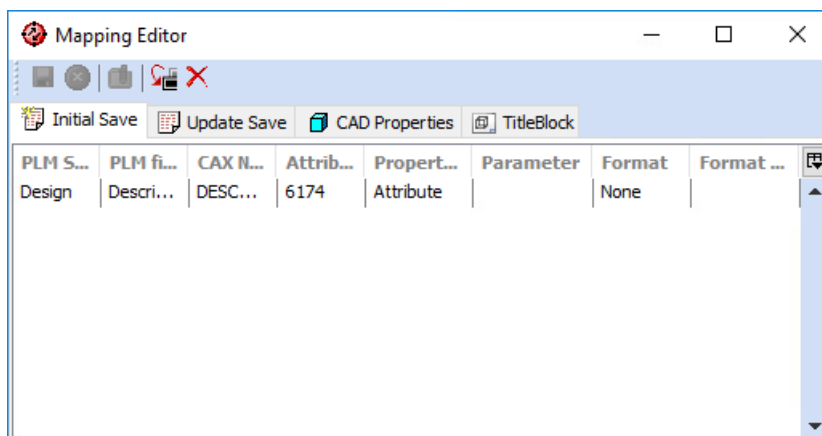 Mapping Editor
Initial Save Update Save CAD Properties TitleBlock
PLM S... PLM fi... CAX N... Attrib... Propert... Parameter Format Format ...
Design Descri... DESC... 6174 Attribute None